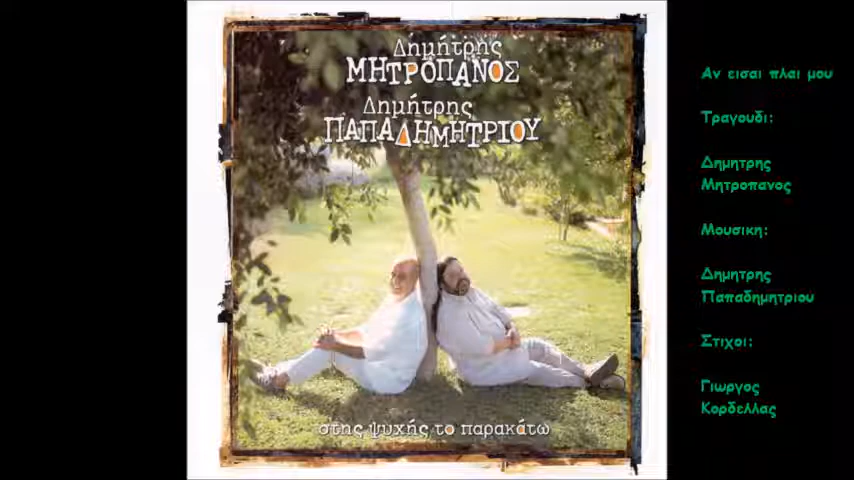 Δημήτρης
ΜΗΤΡΟΠΑΝΟΣ
Δημήτρης
ΠΑΠΑΔΗΜΗΤΡΙΟΥ
στης ψυχής το παρακάτω
Αν εισαι πλαι μου
Τραγουδι:
Δημητρης
Μητροπανος
Μουσικη:
Δημητρης
Παπαδημητριου
Στιχοι:
Γιωργος
Κορδελλας